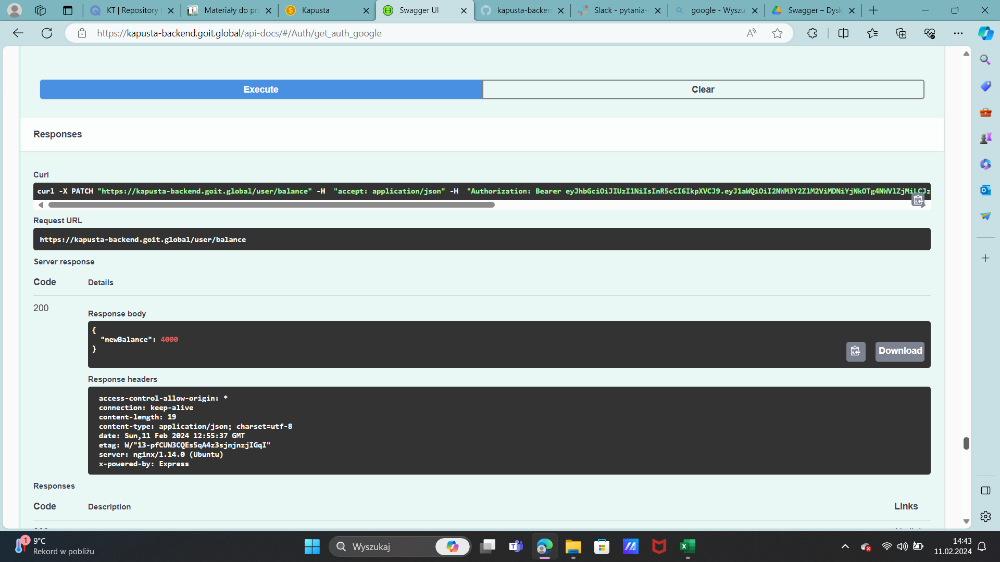 KT | Repository
Materiały do pro
Kapusta
Swagger UI
kapusta-backen
Slack - pytania-
google - Wyszu
Swagger – Dysk
https://kapusta-backend.goit.global/api-docs/#/Auth/get_auth_google
Execute
Clear
Responses
Curl
curl -X PATCH "https://kapusta-backend.goit.global/user/balance" -H  "accept: application/json" -H  "Authorization: Bearer eyJhbGciOiJIUzI1NiIsInR5cCI6IkpXVCJ9.eyJ1aWQiOiI2NWM3Y2ZlM2ViMDNiYjNkOTg4NWVlZjMiLCJz
Request URL
https://kapusta-backend.goit.global/user/balance
Server response
Code
Details
200
Response body
{
"newBalance": 4000
}
Download
Response headers
access-control-allow-origin: *
connection: keep-alive
content-length: 19
content-type: application/json; charset=utf-8
date: Sun,11 Feb 2024 12:55:37 GMT
etag: W/"13-pfCUW3CQEs5qA4z3sjnjnzjIGqI"
server: nginx/1.14.0 (Ubuntu)
x-powered-by: Express
Responses
Code
Description
Links
1
9°C
Rekord w pobliżu
Wyszukaj
14:43
11.02.2024